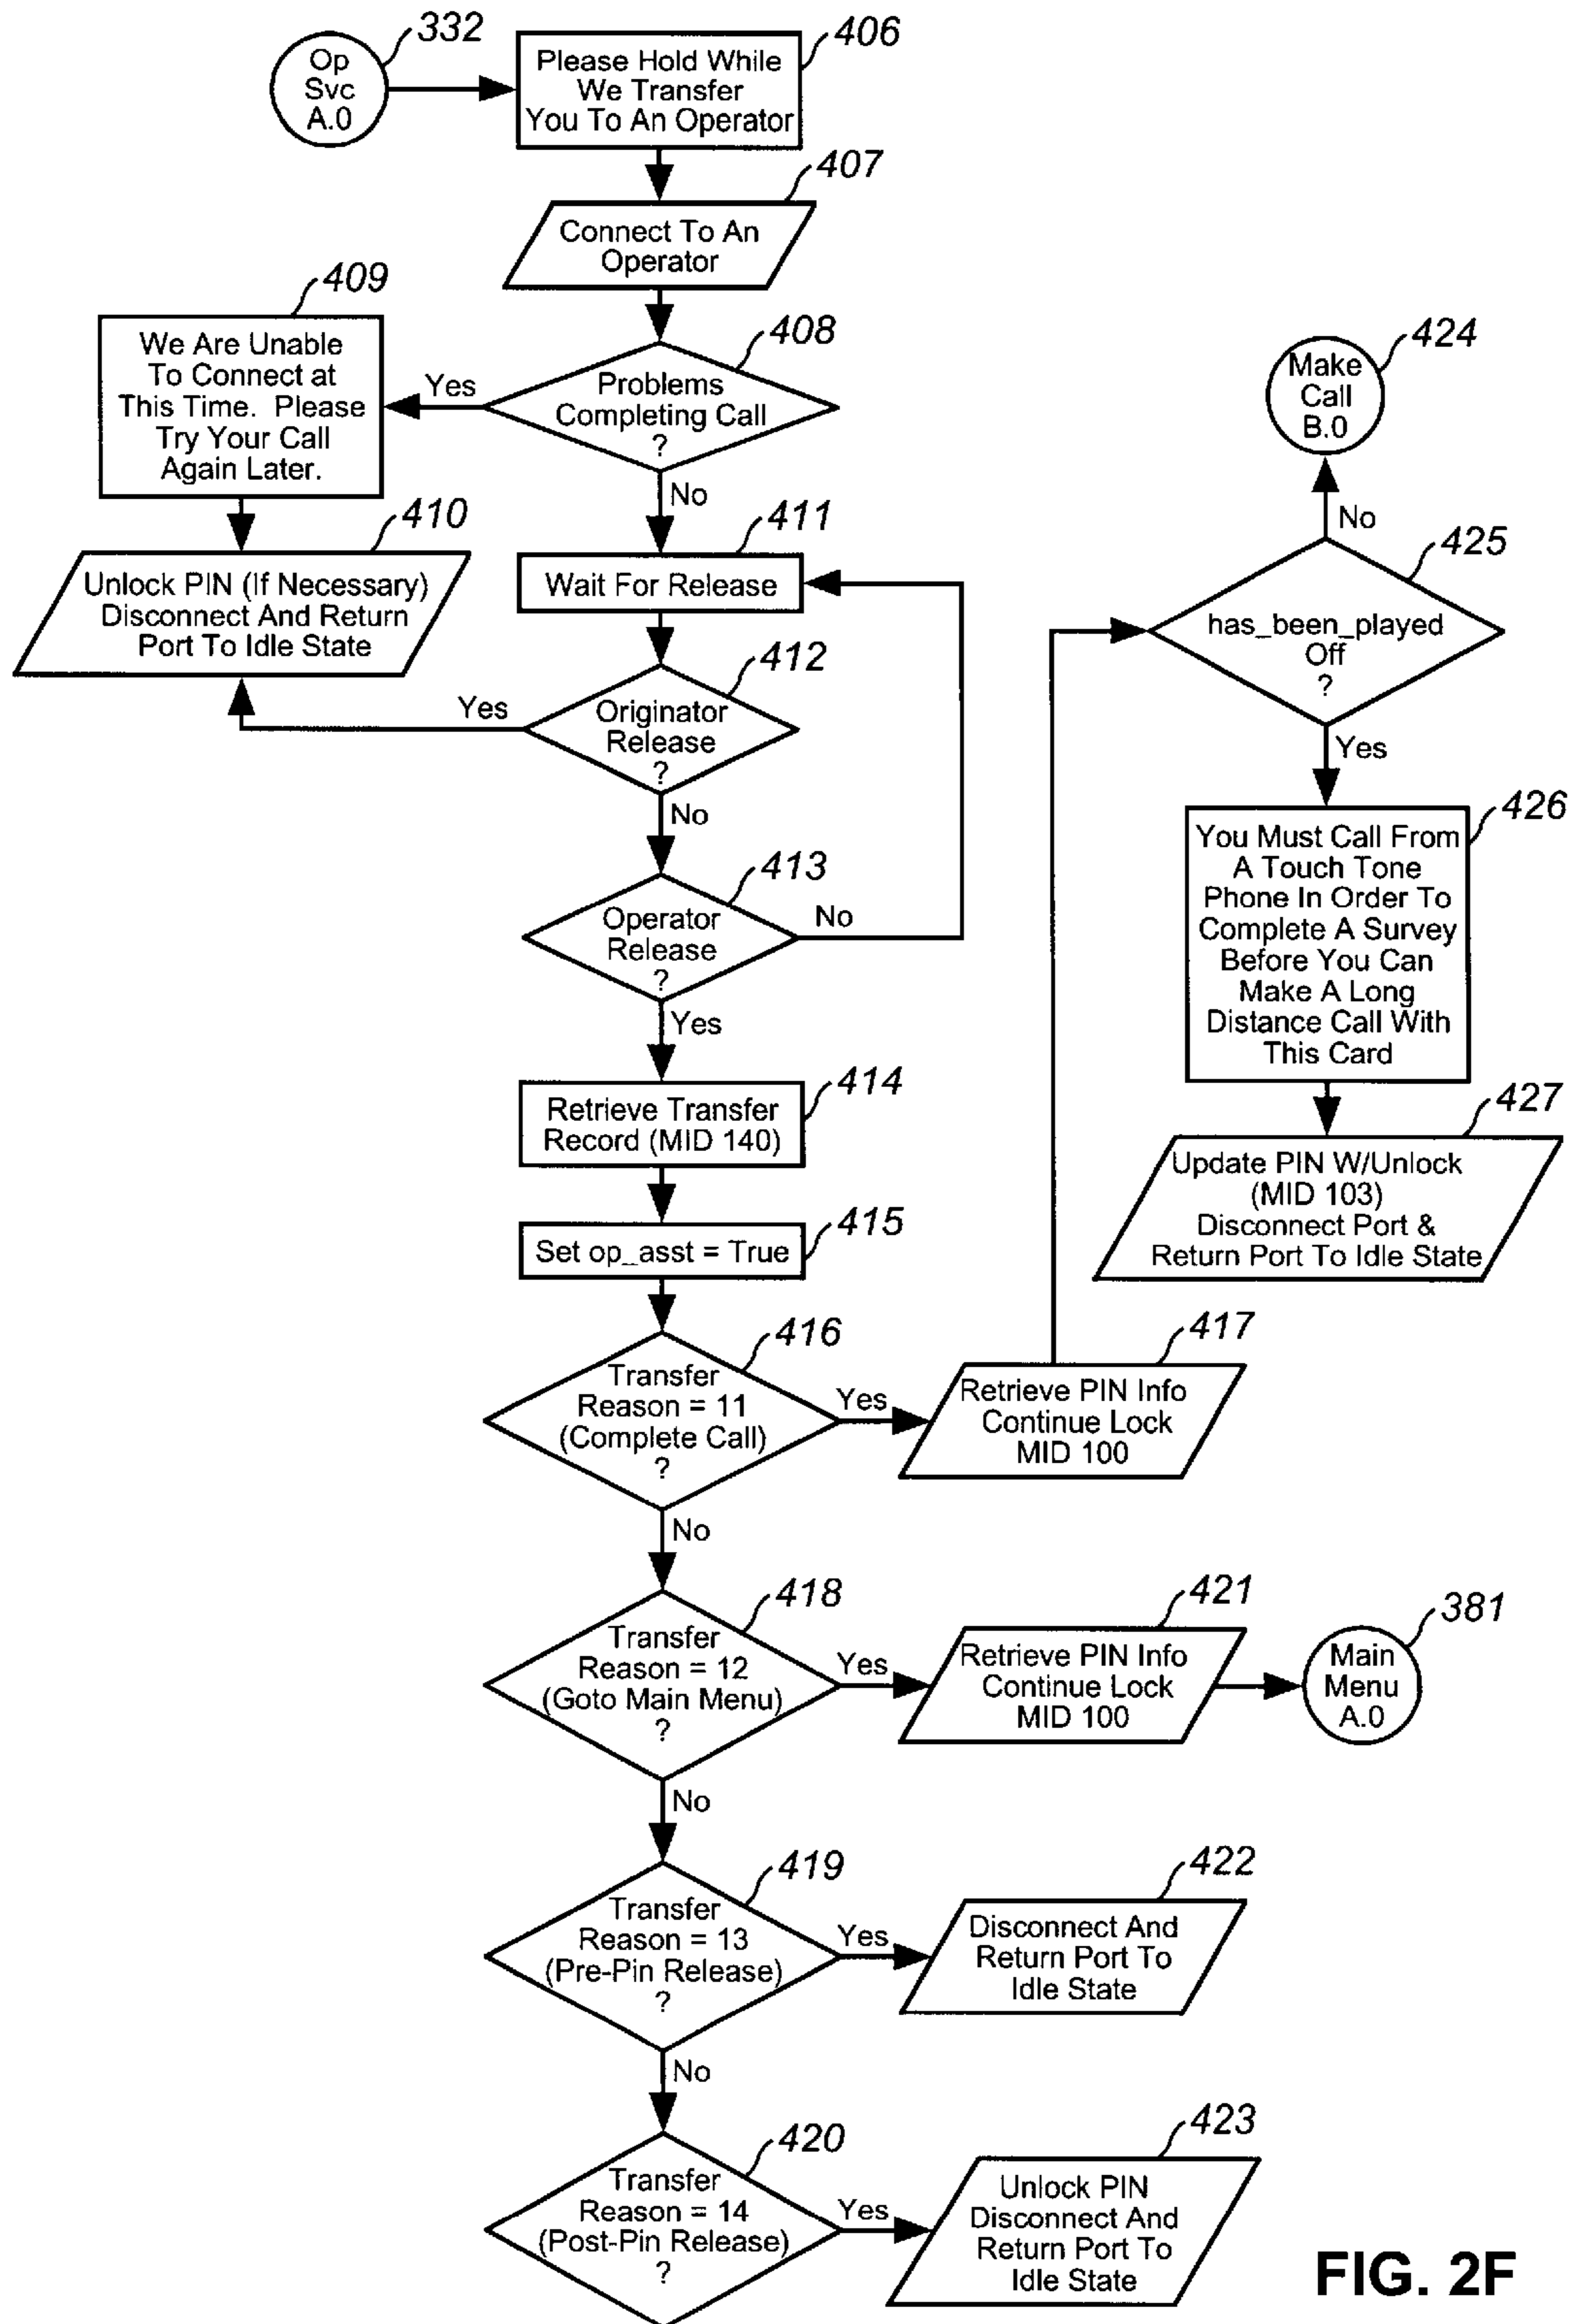 332
Op
Svc
A.0
406
Please Hold While
We Transfer
You To An Operator
407
Connect To An
Operator
409
We Are Unable
To Connect at
This Time. Please
Try Your Call
Again Later.
408
Yes
Problems
Completing Call
?
No
424
Make
Call
B.0
No
425
has_been_played
Off
?
Yes
410
Unlock PIN (If Necessary)
Disconnect And Return
Port To Idle State
411
Wait For Release
412
Yes
Originator
Release
?
No
413
Operator
Release
?
No
Yes
426
You Must Call From
A Touch Tone
Phone In Order To
Complete A Survey
Before You Can
Make A Long
Distance Call With
This Card
427
Update PIN W/Unlock
(MID 103)
Disconnect Port &
Return Port To Idle State
414
Retrieve Transfer
Record (MID 140)
415
Set op_asst = True
416
Transfer
Reason = 11
(Complete Call)
?
Yes
417
Retrieve PIN Info
Continue Lock
MID 100
No
418
Transfer
Reason = 12
(Goto Main Menu)
?
Yes
421
Retrieve PIN Info
Continue Lock
MID 100
381
Main
Menu
A.0
No
419
Transfer
Reason = 13
(Pre-Pin Release)
?
Yes
422
Disconnect And
Return Port To
Idle State
No
420
Transfer
Reason = 14
(Post-Pin Release)
?
Yes
423
Unlock PIN
Disconnect And
Return Port To
Idle State
FIG. 2F